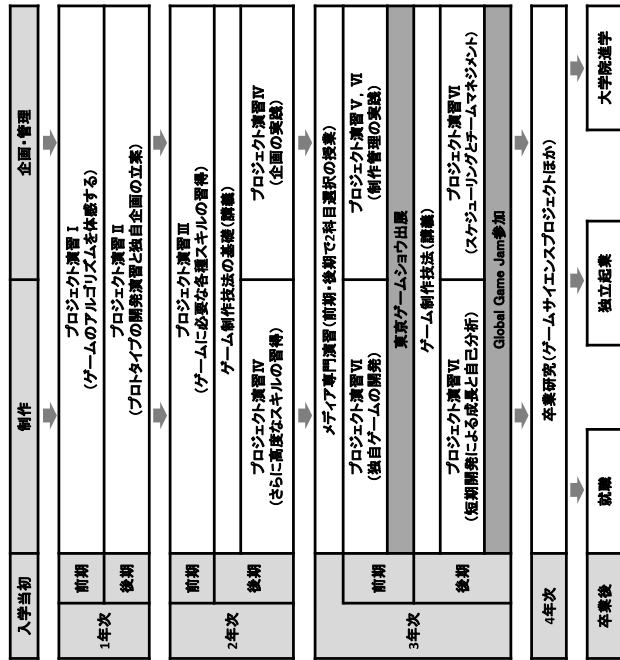 入学当初
制作
企画・管理
1年次
前期
プロジェクト演習Ⅰ
(ゲームのアルゴリズムを体感する)
後期
プロジェクト演習Ⅱ
(プロトタイプの開発演習と独自企画の立案)
2年次
前期
プロジェクト演習Ⅲ
(ゲームに必要な各種スキルの習得)
後期
ゲーム制作技法の基礎(講義)
プロジェクト演習Ⅳ
(さらに高度なスキルの習得)
プロジェクト演習Ⅳ
(企画の実践)
3年次
メディア専門演習(前期・後期で2科目選択の授業)
前期
プロジェクト演習Ⅵ
(独自ゲームの開発)
プロジェクト演習Ⅴ, Ⅵ
(制作管理の実践)
東京ゲームショウ出展
後期
ゲーム制作技法(講義)
プロジェクト演習Ⅵ
(短期開発による成長と自己分析)
プロジェクト演習Ⅵ
(スケジューリングとチームマネジメント)
Global Game Jam参加
4年次
卒業研究(ゲームサイエンスプロジェクトほか)
卒業後
就職
独立起業
大学院進学